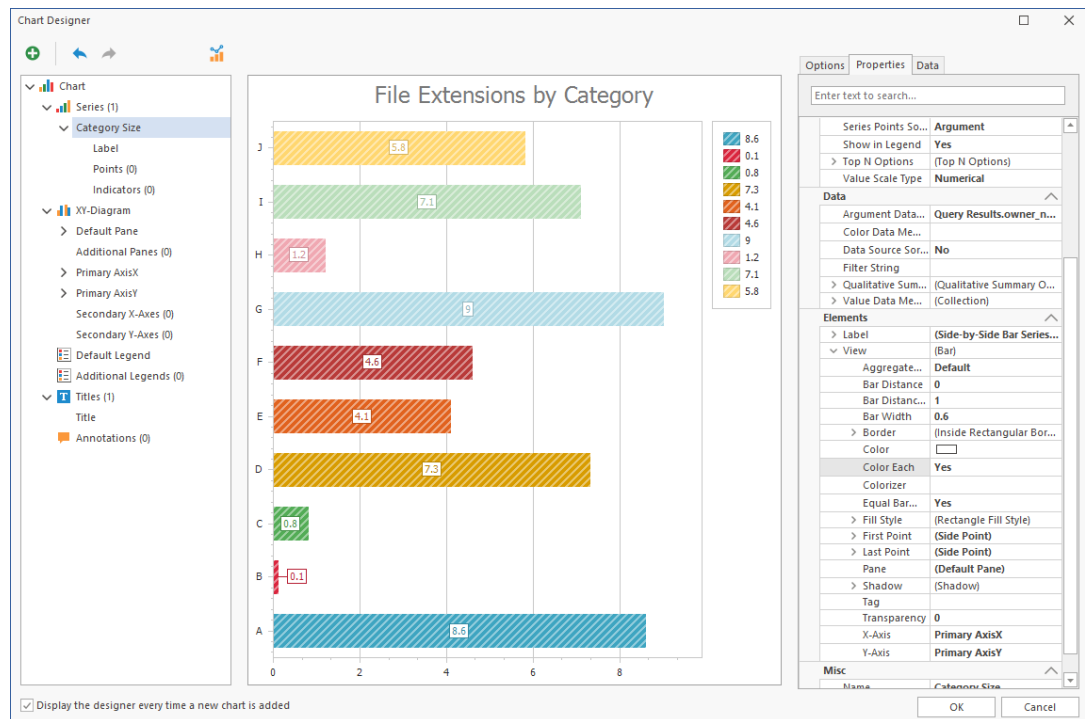 Chart Designer
Options Properties Data
Enter text to search...
Chart
Series (1)
Category Size
Label
Points (0)
Indicators (0)
XY-Diagram
Default Pane
Additional Panes (0)
Primary AxisX
Primary AxisY
Secondary X-Axes (0)
Secondary Y-Axes (0)
Default Legend
Additional Legends (0)
Titles (1)
Title
Annotations (0)
File Extensions by Category
J 5.8
I 7.1
H 1.2
G 9
F 4.6
E 4.1
D 7.3
C 0.8
B 0.1
A 8.6
0 2 4 6 8
8.6
0.1
0.8
7.3
4.1
4.6
9
1.2
7.1
5.8
Series Points So... Argument
Show in Legend Yes
Top N Options (Top N Options)
Value Scale Type Numerical
Data
Argument Data... Query Results.owner_n...
Color Data Me...
Data Source Sor... No
Filter String
Qualitative Sum... (Qualitative Summary O...
Value Data Me... (Collection)
Elements
Label (Side-by-Side Bar Series...
View (Bar)
Aggregate... Default
Bar Distance 0
Bar Distanc... 1
Bar Width 0.6
Border (Inside Rectangular Bor...
Color
Color Each Yes
Colorizer
Equal Bar... Yes
Fill Style (Rectangle Fill Style)
First Point (Side Point)
Last Point (Side Point)
Pane (Default Pane)
Shadow (Shadow)
Tag
Transparency 0
X-Axis Primary AxisX
Y-Axis Primary AxisY
Misc
Name Category Size
Display the designer every time a new chart is added
OK Cancel